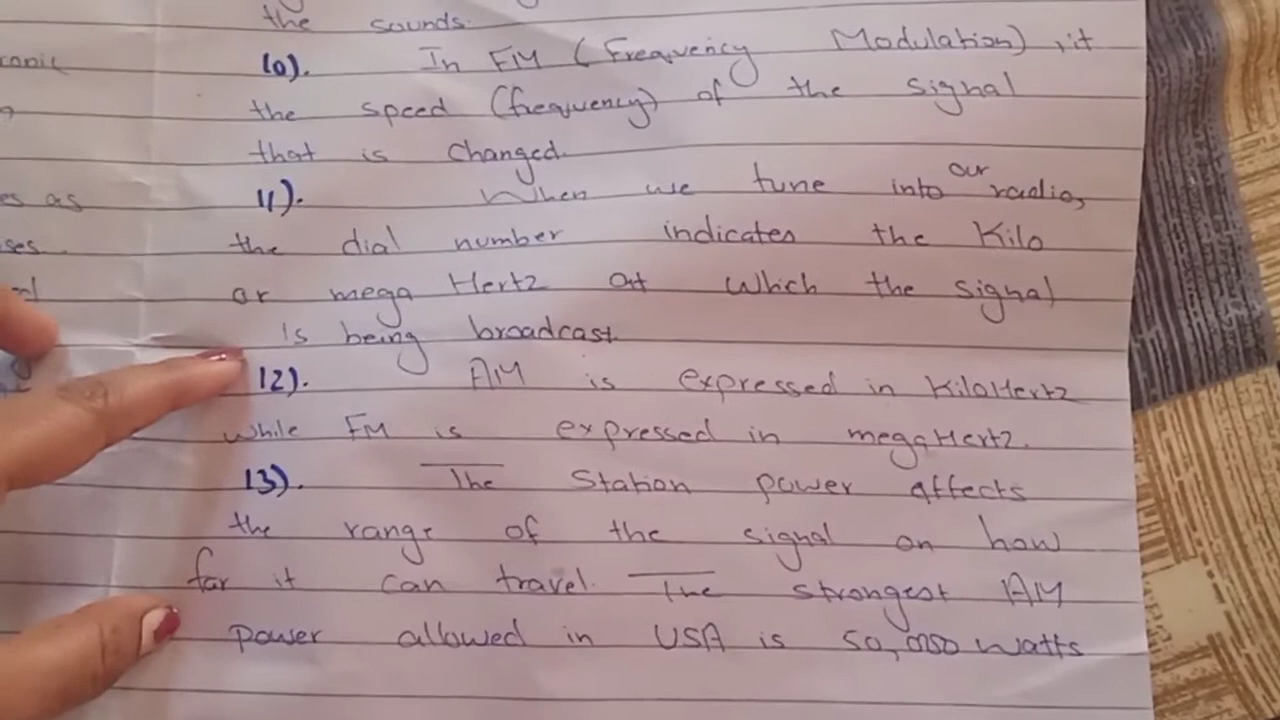 the sounds.
onic
10). In FM (Frequency Modulation), it
the speed (frequency) of the signal
that is changed.
es as
11). When we tune into our radio,
ses.
the dial number indicates the Kilo
or mega Hertz at which the signal
is being broadcast.
12). AM is expressed in KiloHertz
while FM is expressed in megaHertz.
13). The Station power affects
the range of the signal on how
far it can travel. The strongest AM
power allowed in USA is 50,000 watts